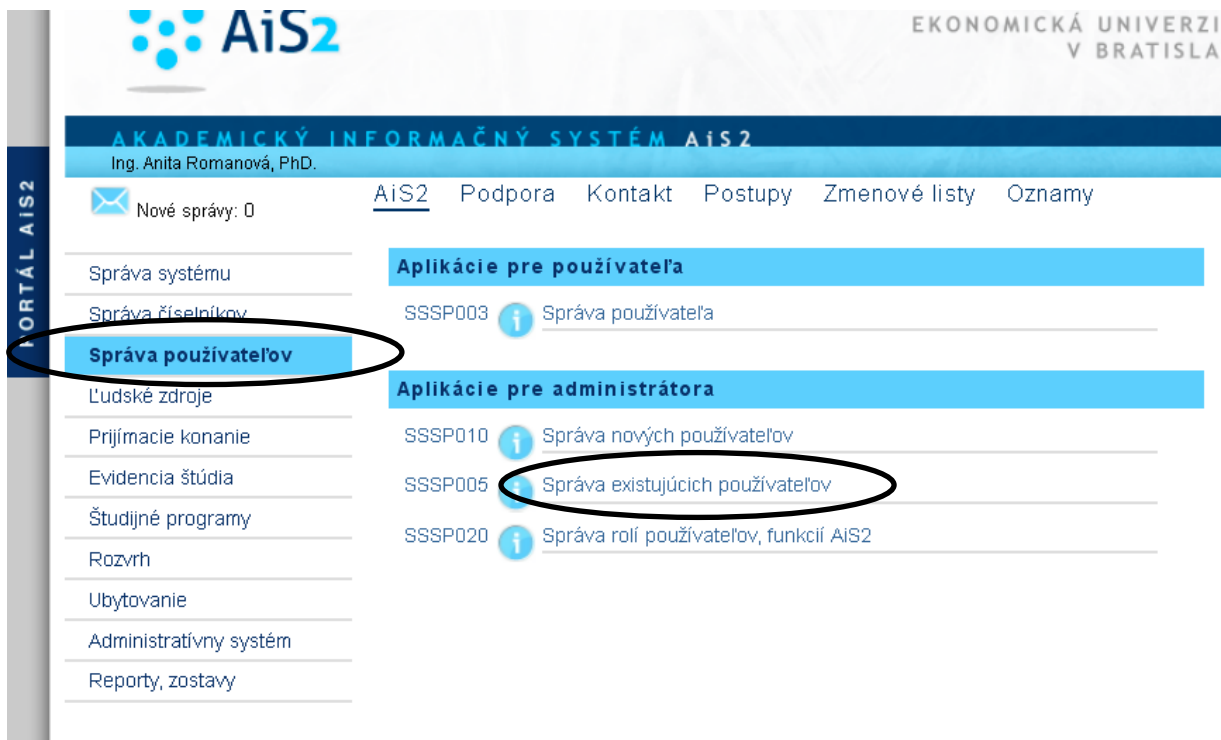 AiS2
EKONOMICKÁ UNIVERZI
V BRATISLA
AKADEMICKÝ INFORMAČNÝ SYSTÉM AiS2
Ing. Anita Romanová, PhD.
PORTÁL AiS2
Nové správy: 0
AiS2 Podpora Kontakt Postupy Zmenové listy Oznamy
Správa systému
Správa číselníkov
Správa používateľov
Ľudské zdroje
Prijímacie konanie
Evidencia štúdia
Študijné programy
Rozvrh
Ubytovanie
Administratívny systém
Reporty, zostavy
Aplikácie pre používateľa
SSSP003 Správa používateľa
Aplikácie pre administrátora
SSSP010 Správa nových používateľov
SSSP005 Správa existujúcich používateľov
SSSP020 Správa rolí používateľov, funkcií AiS2